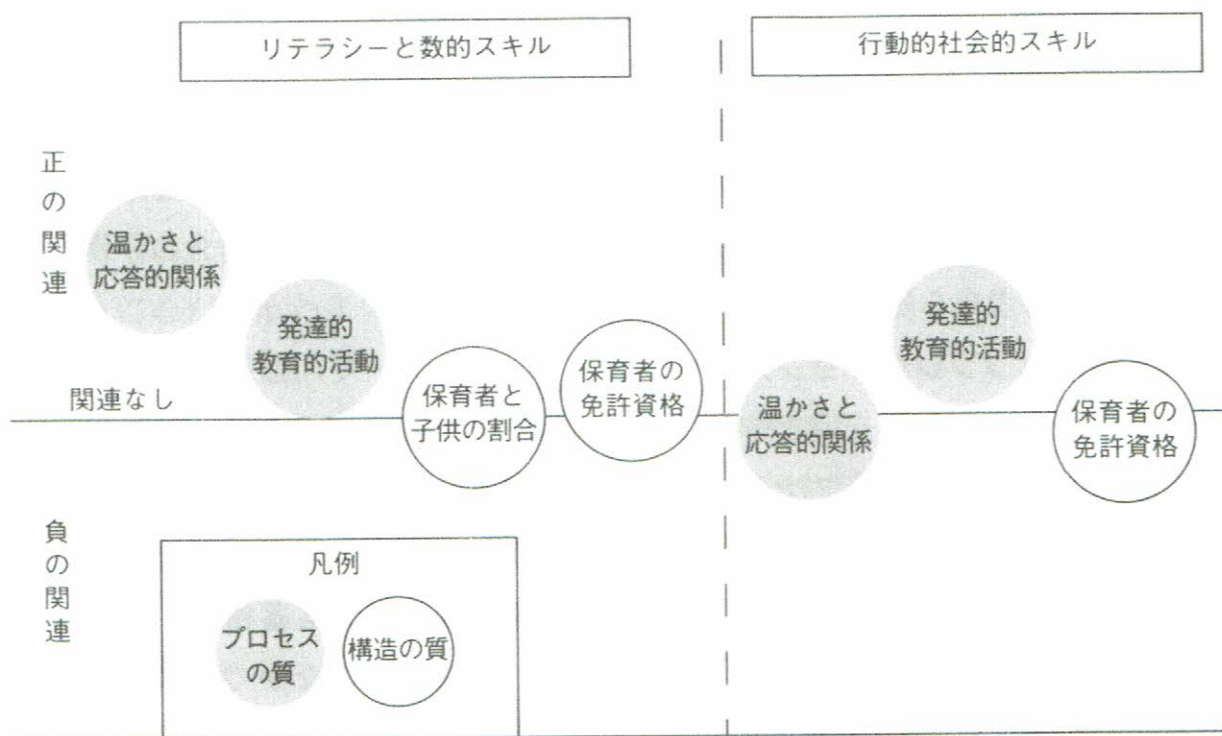 リテラシーと数的スキル
行動的社会的スキル
正の関連
温かさと
応答的関係
発達的
教育的活動
関連なし
保育者と
子供の割合
保育者の
免許資格
発達的
教育的活動
温かさと
応答的関係
保育者の
免許資格
負の関連
凡例
プロセス
の質
構造の質